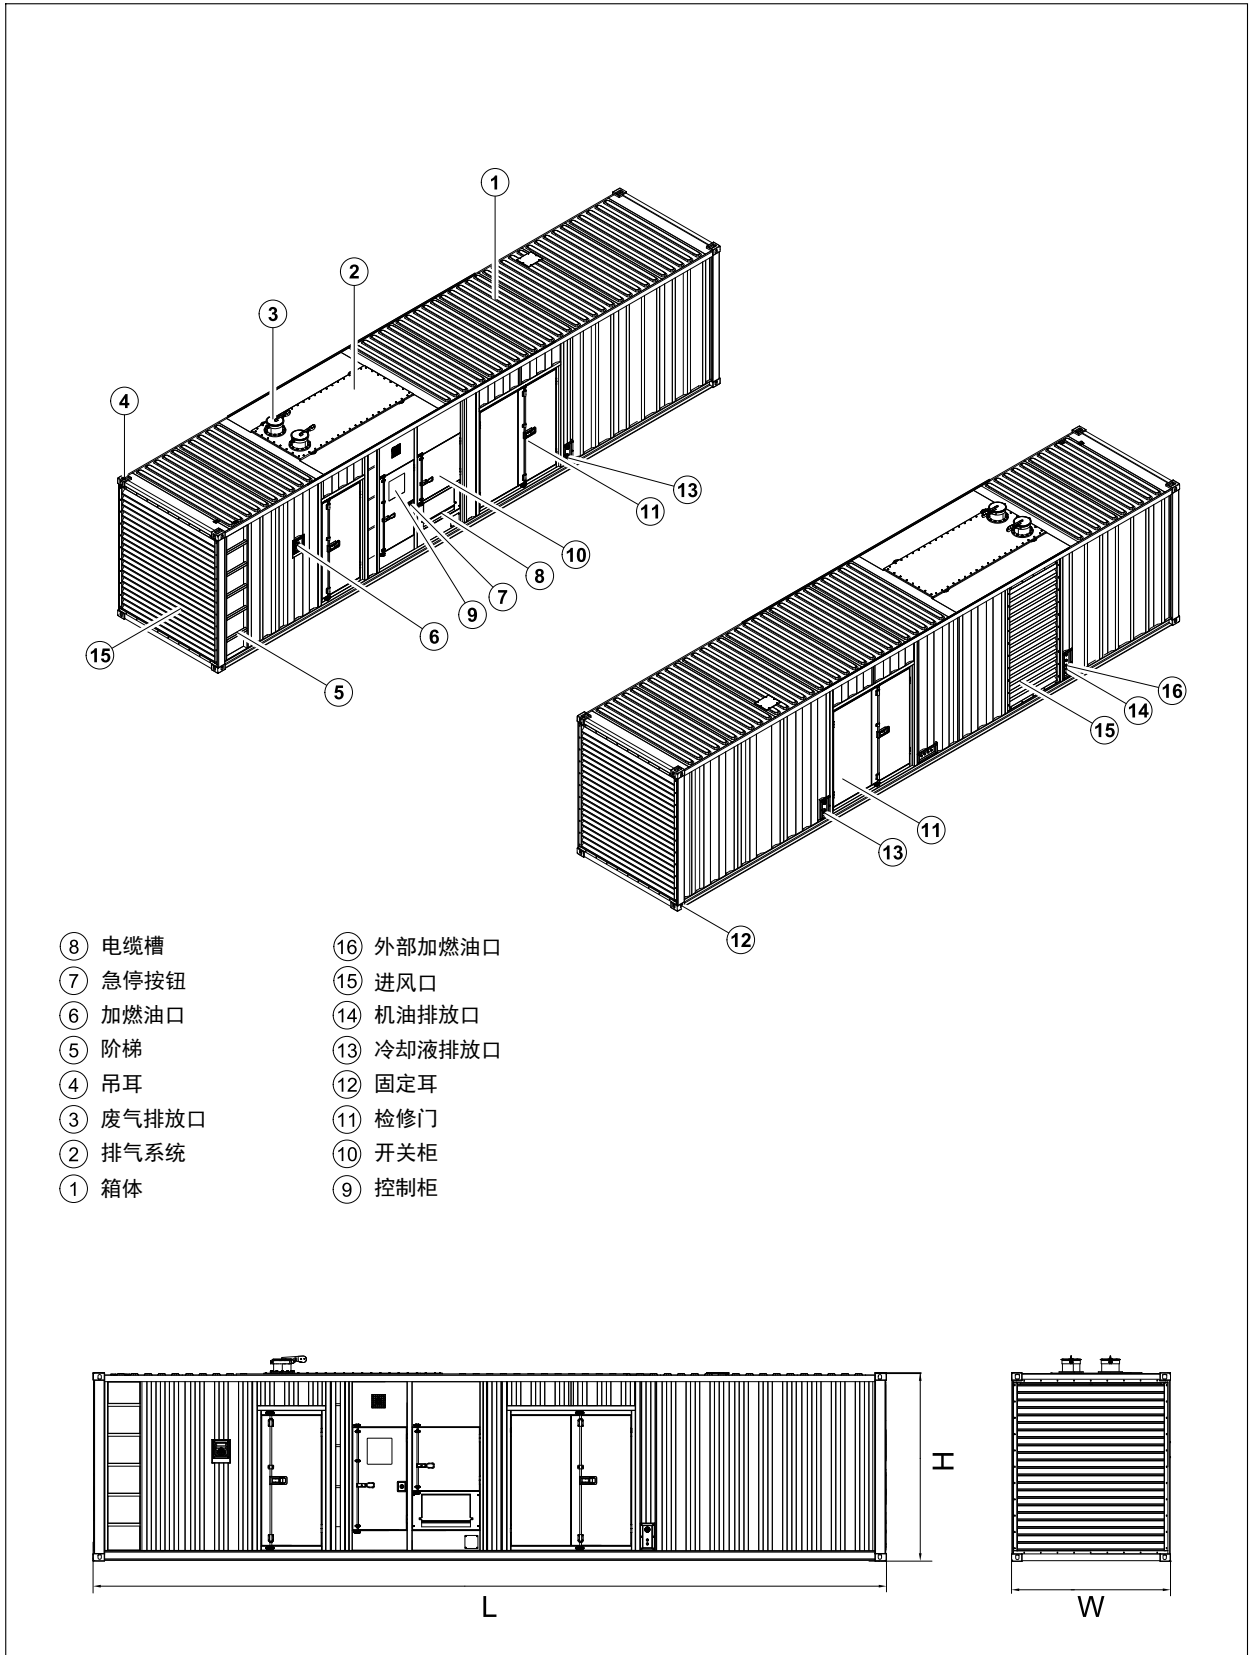 1
2
3
4
13
11
10
8
7
9
6
15
5
16
14
15
11
13
12
8 电缆槽
7 急停按钮
6 加燃油口
5 阶梯
4 吊耳
3 废气排放口
2 排气系统
1 箱体
16 外部加燃油口
15 进风口
14 机油排放口
13 冷却液排放口
12 固定耳
11 检修门
10 开关柜
9 控制柜
H
L
W